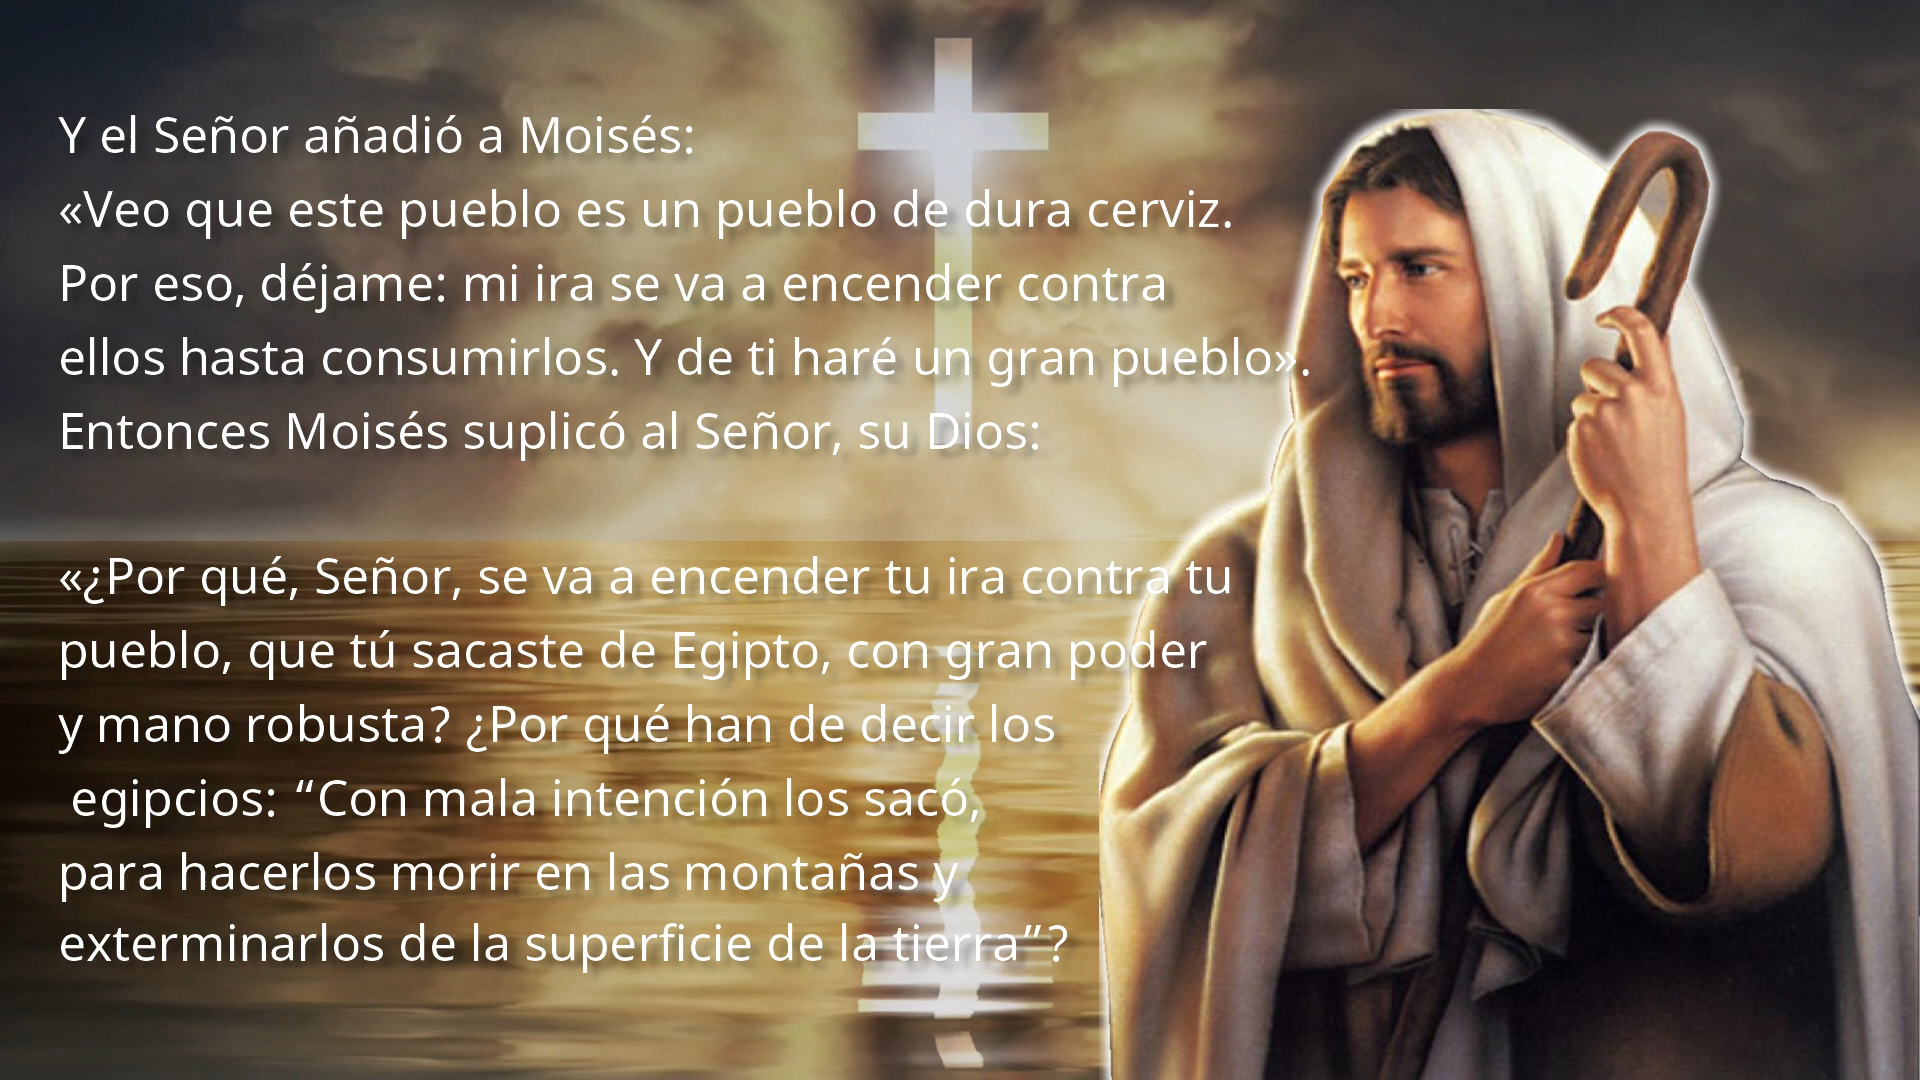 Y el Señor añadió a Moisés:
«Veo que este pueblo es un pueblo de dura cerviz.
Por eso, déjame: mi ira se va a encender contra
ellos hasta consumirlos. Y de ti haré un gran pueblo».
Entonces Moisés suplicó al Señor, su Dios:
«¿Por qué, Señor, se va a encender tu ira contra tu
pueblo, que tú sacaste de Egipto, con gran poder
y mano robusta? ¿Por qué han de decir los
egipcios: “Con mala intención los sacó,
para hacerlos morir en las montañas y
exterminarlos de la superficie de la tierra”?